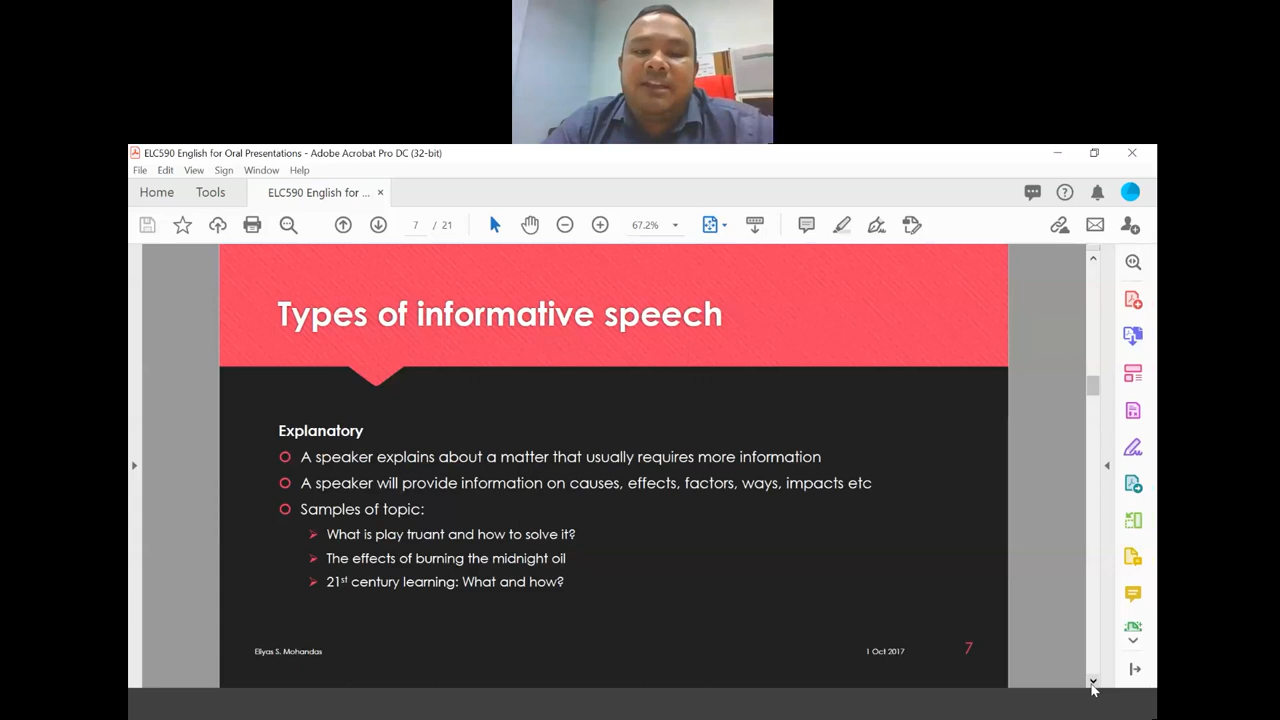 ELC590 English for Oral Presentations - Adobe Acrobat Pro DC (32-bit)
File Edit View Sign Window Help
Home Tools ELC590 English for ... ×
7 / 21 67.2%
Types of informative speech
Explanatory
A speaker explains about a matter that usually requires more information
A speaker will provide information on causes, effects, factors, ways, impacts etc
Samples of topic:
What is play truant and how to solve it?
The effects of burning the midnight oil
21st century learning: What and how?
Eliyas S. Mohandas 1 Oct 2017 7